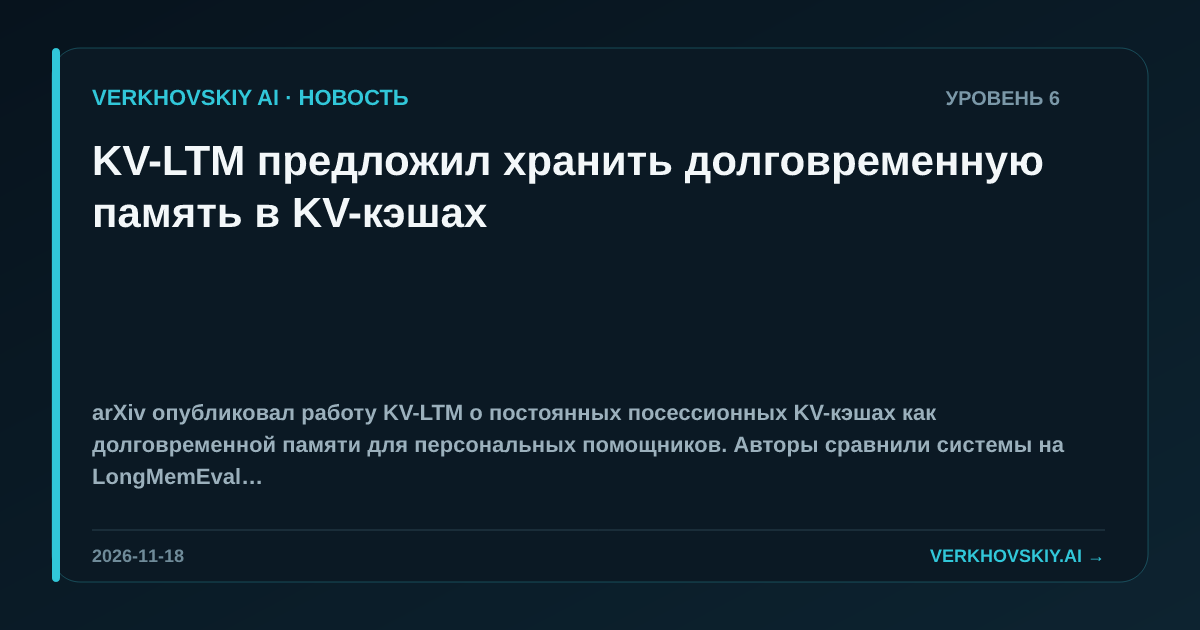 VERKHOVSKIY AI · НОВОСТЬ
УРОВЕНЬ 6
KV-LTM предложил хранить долговременную
память в KV-кэшах
arXiv опубликовал работу KV-LTM о постоянных посессионных KV-кэшах как
долговременной памяти для персональных помощников. Авторы сравнили системы на
LongMemEval…
2026-11-18
VERKHOVSKIY.AI →